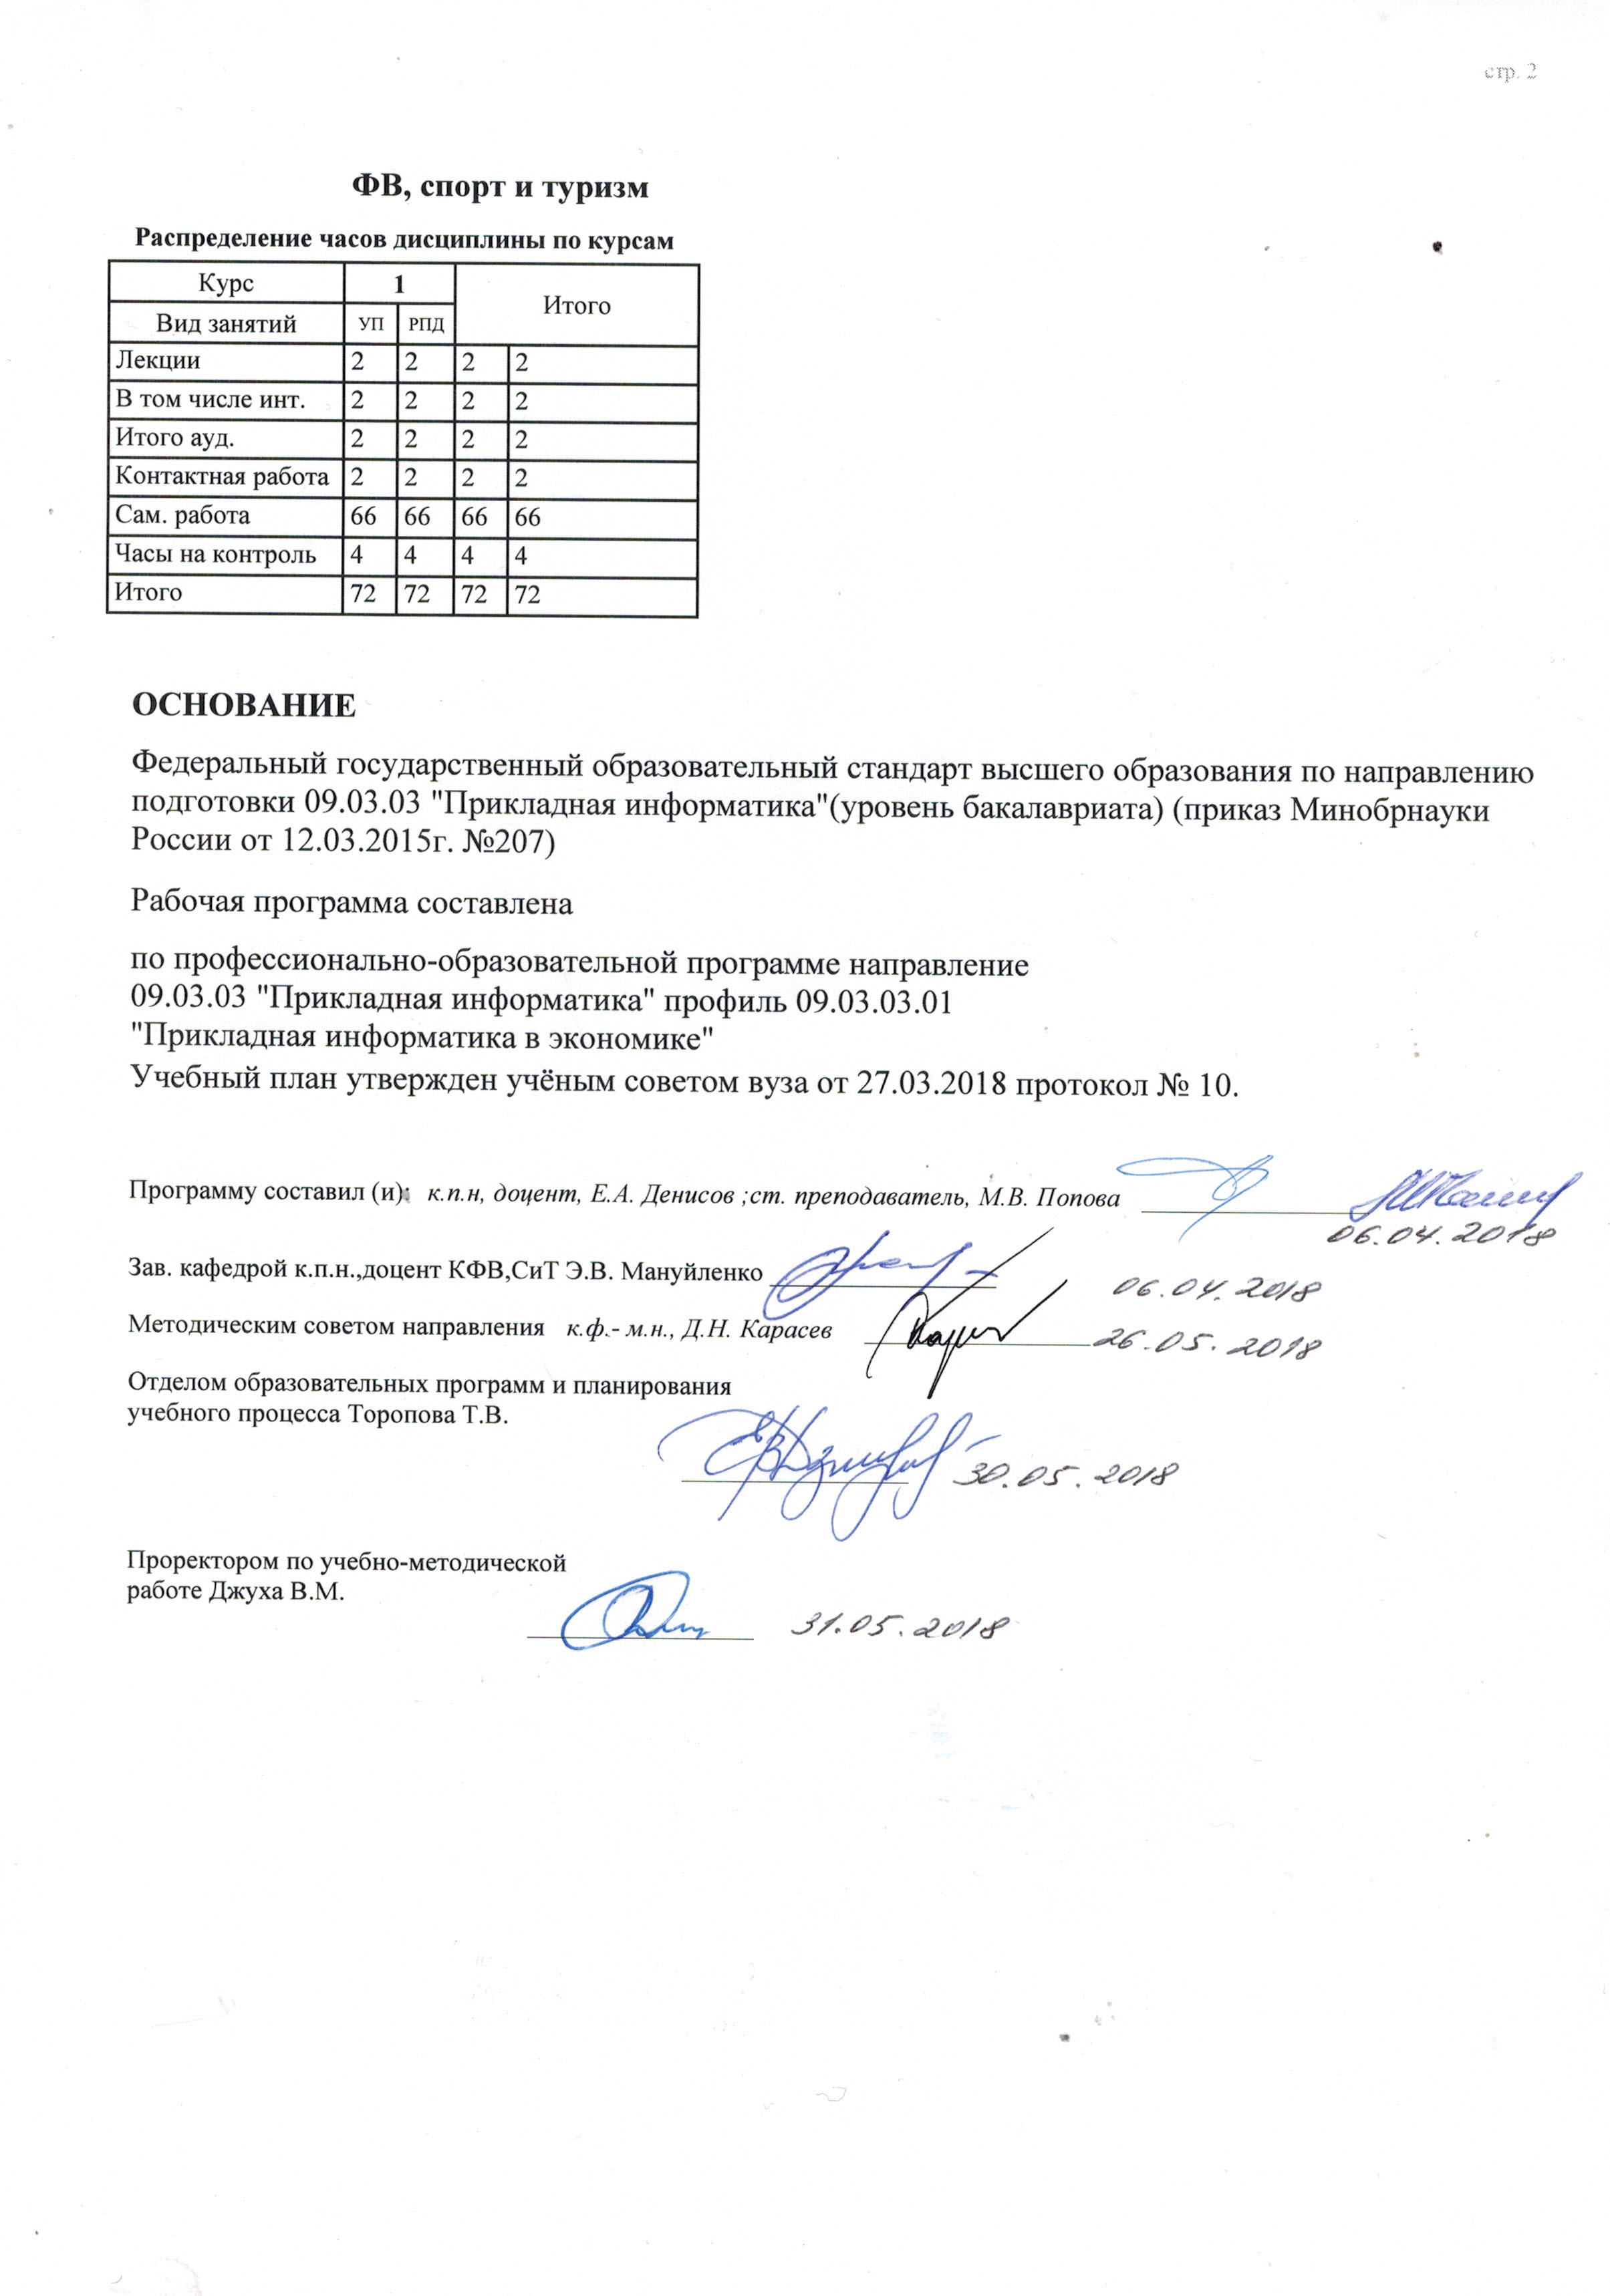 стр. 2
ФВ, спорт и туризм
Распределение часов дисциплины по курсам
Курс 1 Итого
Вид занятий УП РПД
Лекции 2 2 2 2
В том числе инт. 2 2 2 2
Итого ауд. 2 2 2 2
Контактная работа 2 2 2 2
Сам. работа 66 66 66 66
Часы на контроль 4 4 4 4
Итого 72 72 72 72
ОСНОВАНИЕ
Федеральный государственный образовательный стандарт высшего образования по направлению
подготовки 09.03.03 "Прикладная информатика"(уровень бакалавриата) (приказ Минобрнауки
России от 12.03.2015г. №207)
Рабочая программа составлена
по профессионально-образовательной программе направление
09.03.03 "Прикладная информатика" профиль 09.03.03.01
"Прикладная информатика в экономике"
Учебный план утвержден учёным советом вуза от 27.03.2018 протокол № 10.
Программу составил (и): к.п.н, доцент, Е.А. Денисов ;ст. преподаватель, М.В. Попова
06.04.2018
Зав. кафедрой к.п.н.,доцент КФВ,СиТ Э.В. Мануйленко 06.04.2018
Методическим советом направления к.ф.- м.н., Д.Н. Карасев 26.05.2018
Отделом образовательных программ и планирования
учебного процесса Торопова Т.В.
30.05.2018
Проректором по учебно-методической
работе Джуха В.М.
31.05.2018